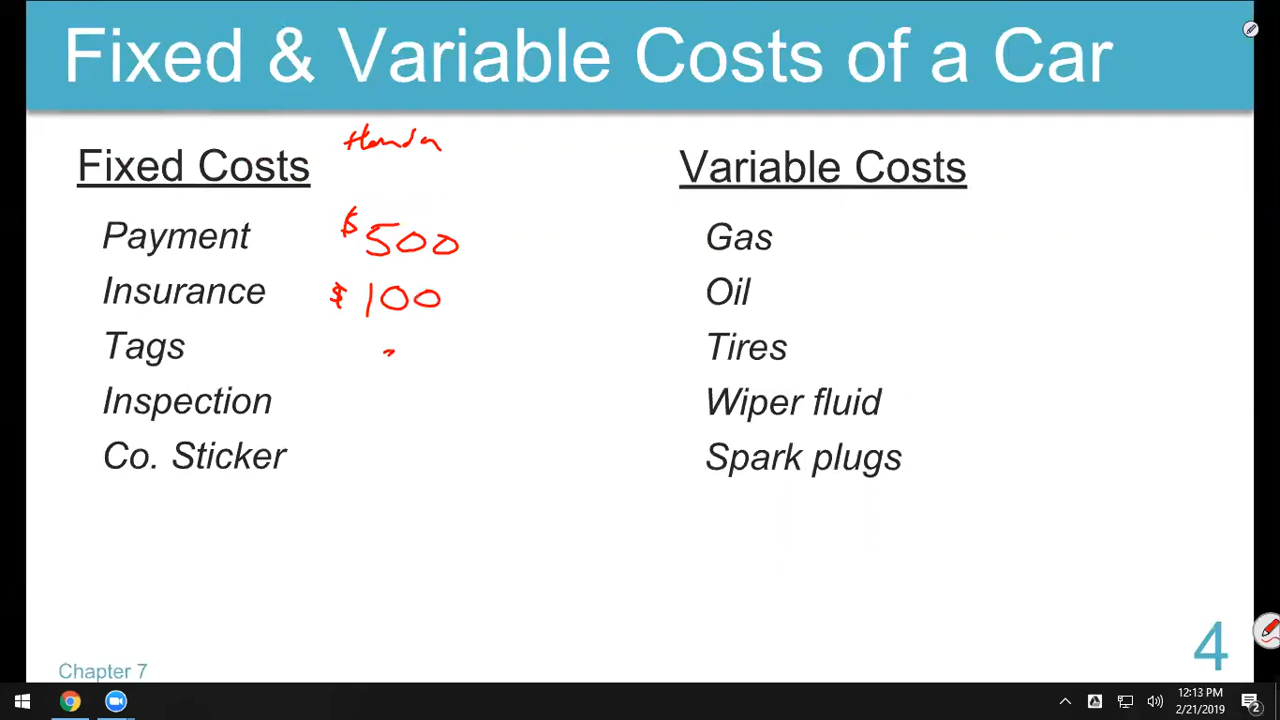 Fixed & Variable Costs of a Car
Honda
Fixed Costs
Payment $500
Insurance $100
Tags
Inspection
Co. Sticker
Variable Costs
Gas
Oil
Tires
Wiper fluid
Spark plugs
Chapter 7
4
12:13 PM
2/21/2019
2